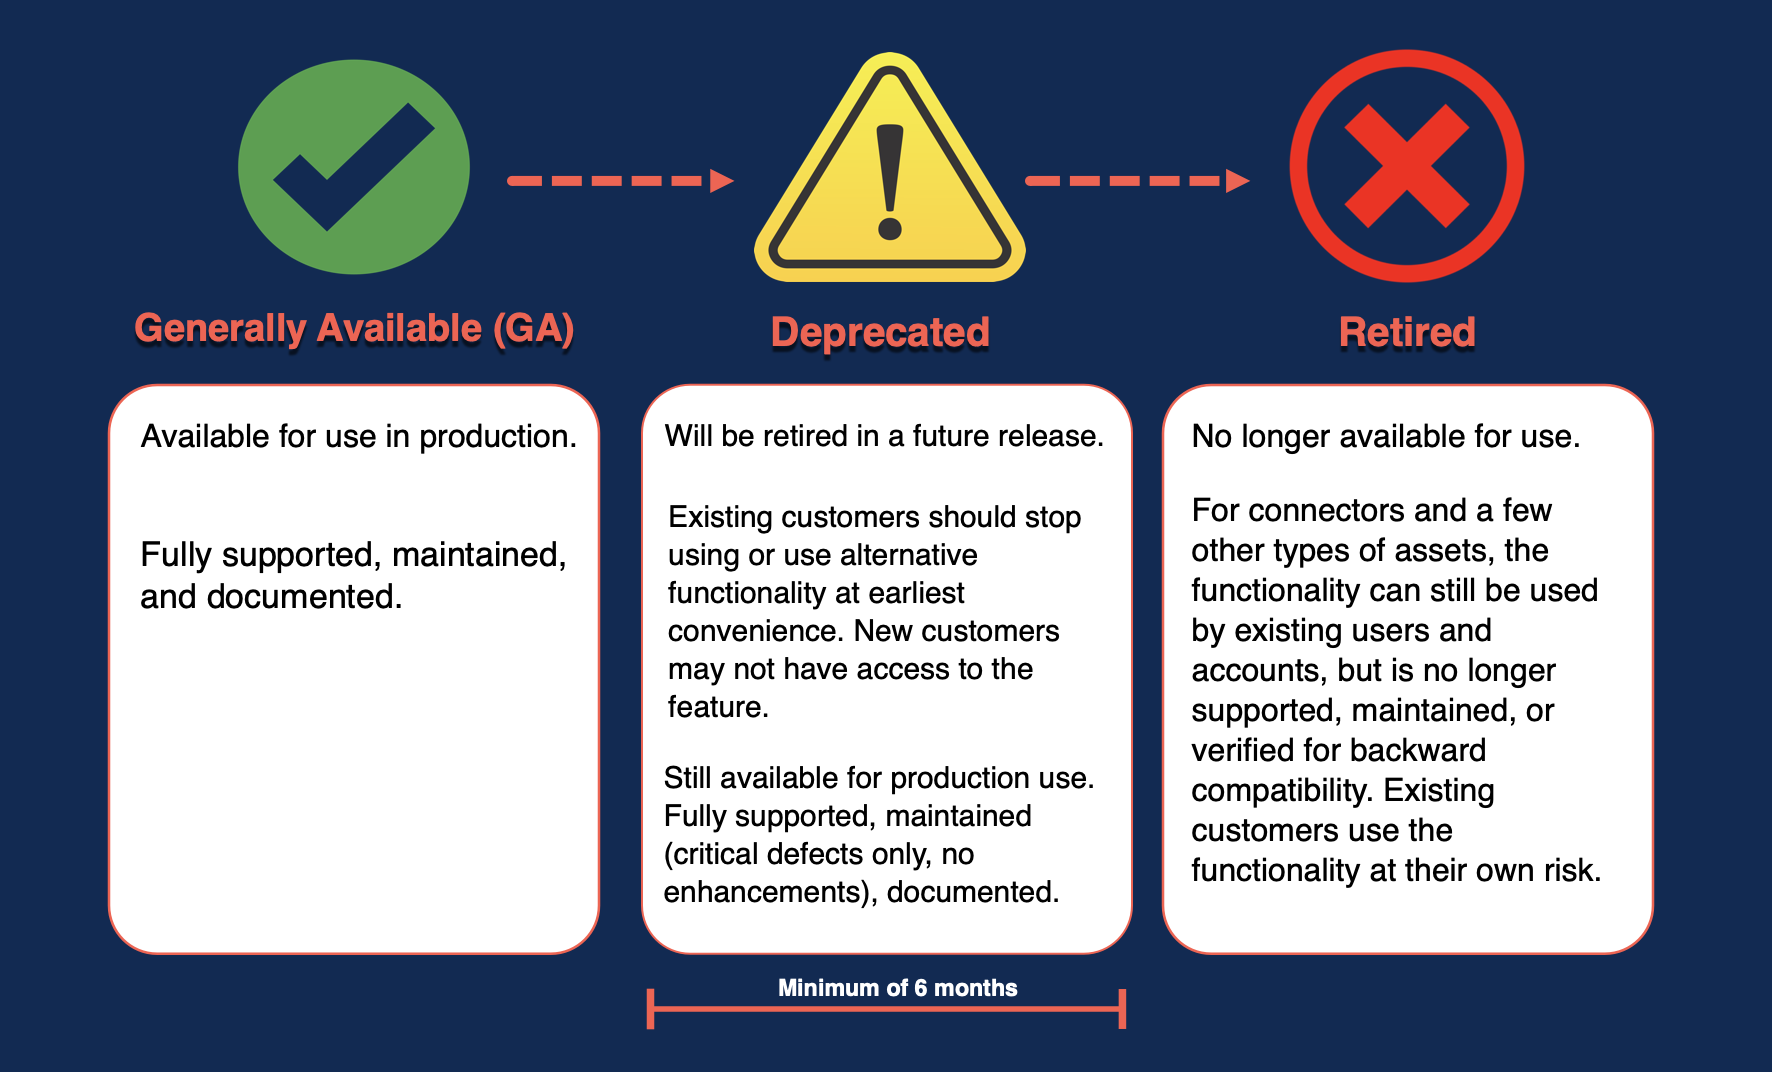 Generally Available (GA)
Available for use in production.
Fully supported, maintained,
and documented.
Deprecated
Will be retired in a future release.
Existing customers should stop
using or use alternative
functionality at earliest
convenience. New customers
may not have access to the
feature.
Still available for production use.
Fully supported, maintained
(critical defects only, no
enhancements), documented.
Minimum of 6 months
Retired
No longer available for use.
For connectors and a few
other types of assets, the
functionality can still be used
by existing users and
accounts, but is no longer
supported, maintained, or
verified for backward
compatibility. Existing
customers use the
functionality at their own risk.